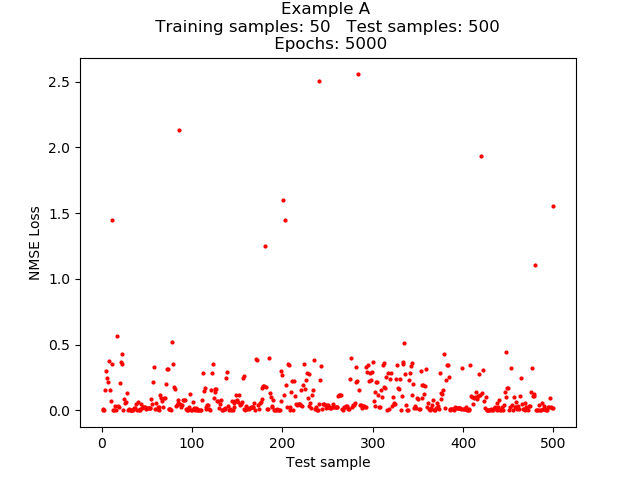 Example A
Training samples: 50   Test samples: 500
Epochs: 5000
2.5
2.0
1.5
1.0
0.5
0.0
NMSE Loss
0 100 200 300 400 500
Test sample